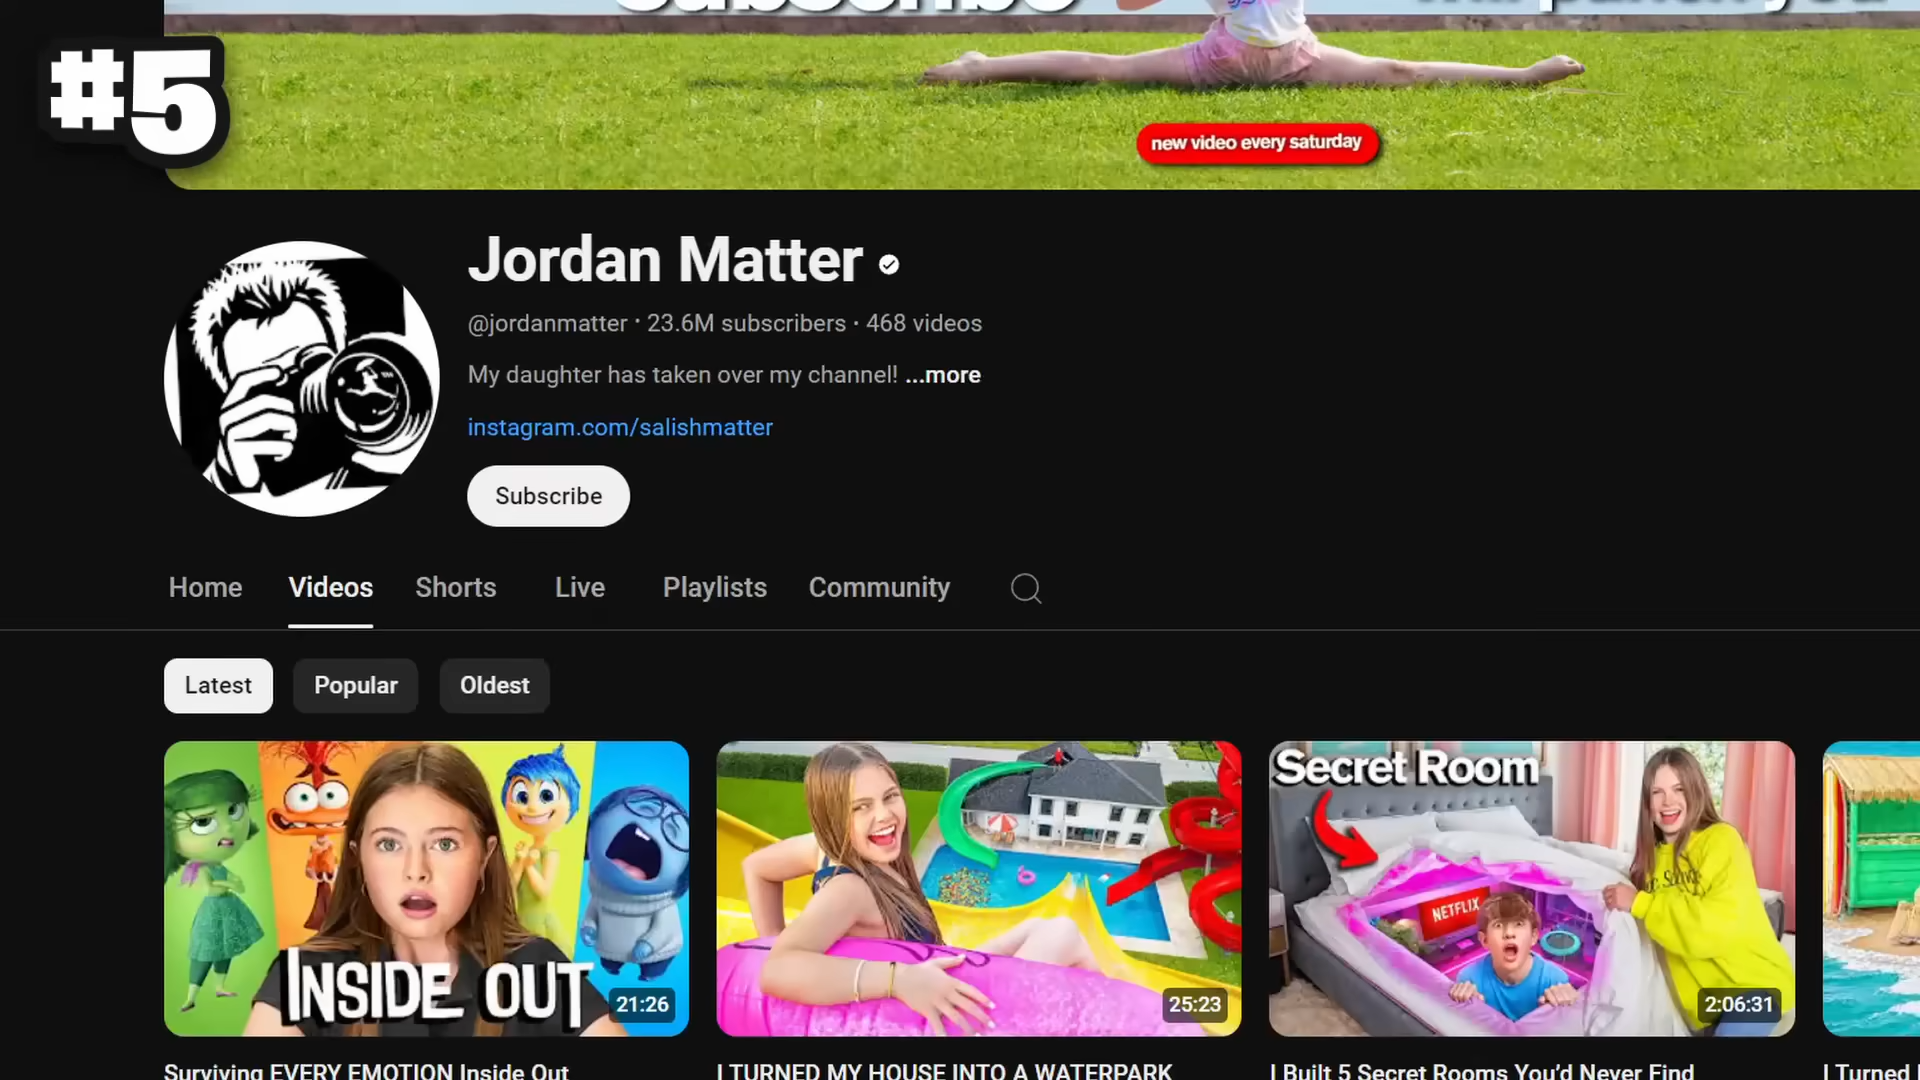 Subscribe
#5
new video every saturday
Jordan Matter
@jordanmatter · 23.6M subscribers · 468 videos
My daughter has taken over my channel! ...more
instagram.com/salishmatter
Subscribe
Home Videos Shorts Live Playlists Community
Latest Popular Oldest
Secret Room
NETFLIX
INSIDE OUT
21:26
25:23
2:06:31
Surviving EVERY EMOTION Inside Out
I TURNED MY HOUSE INTO A WATERPARK
I Built 5 Secret Rooms You'd Never Find
I Turned